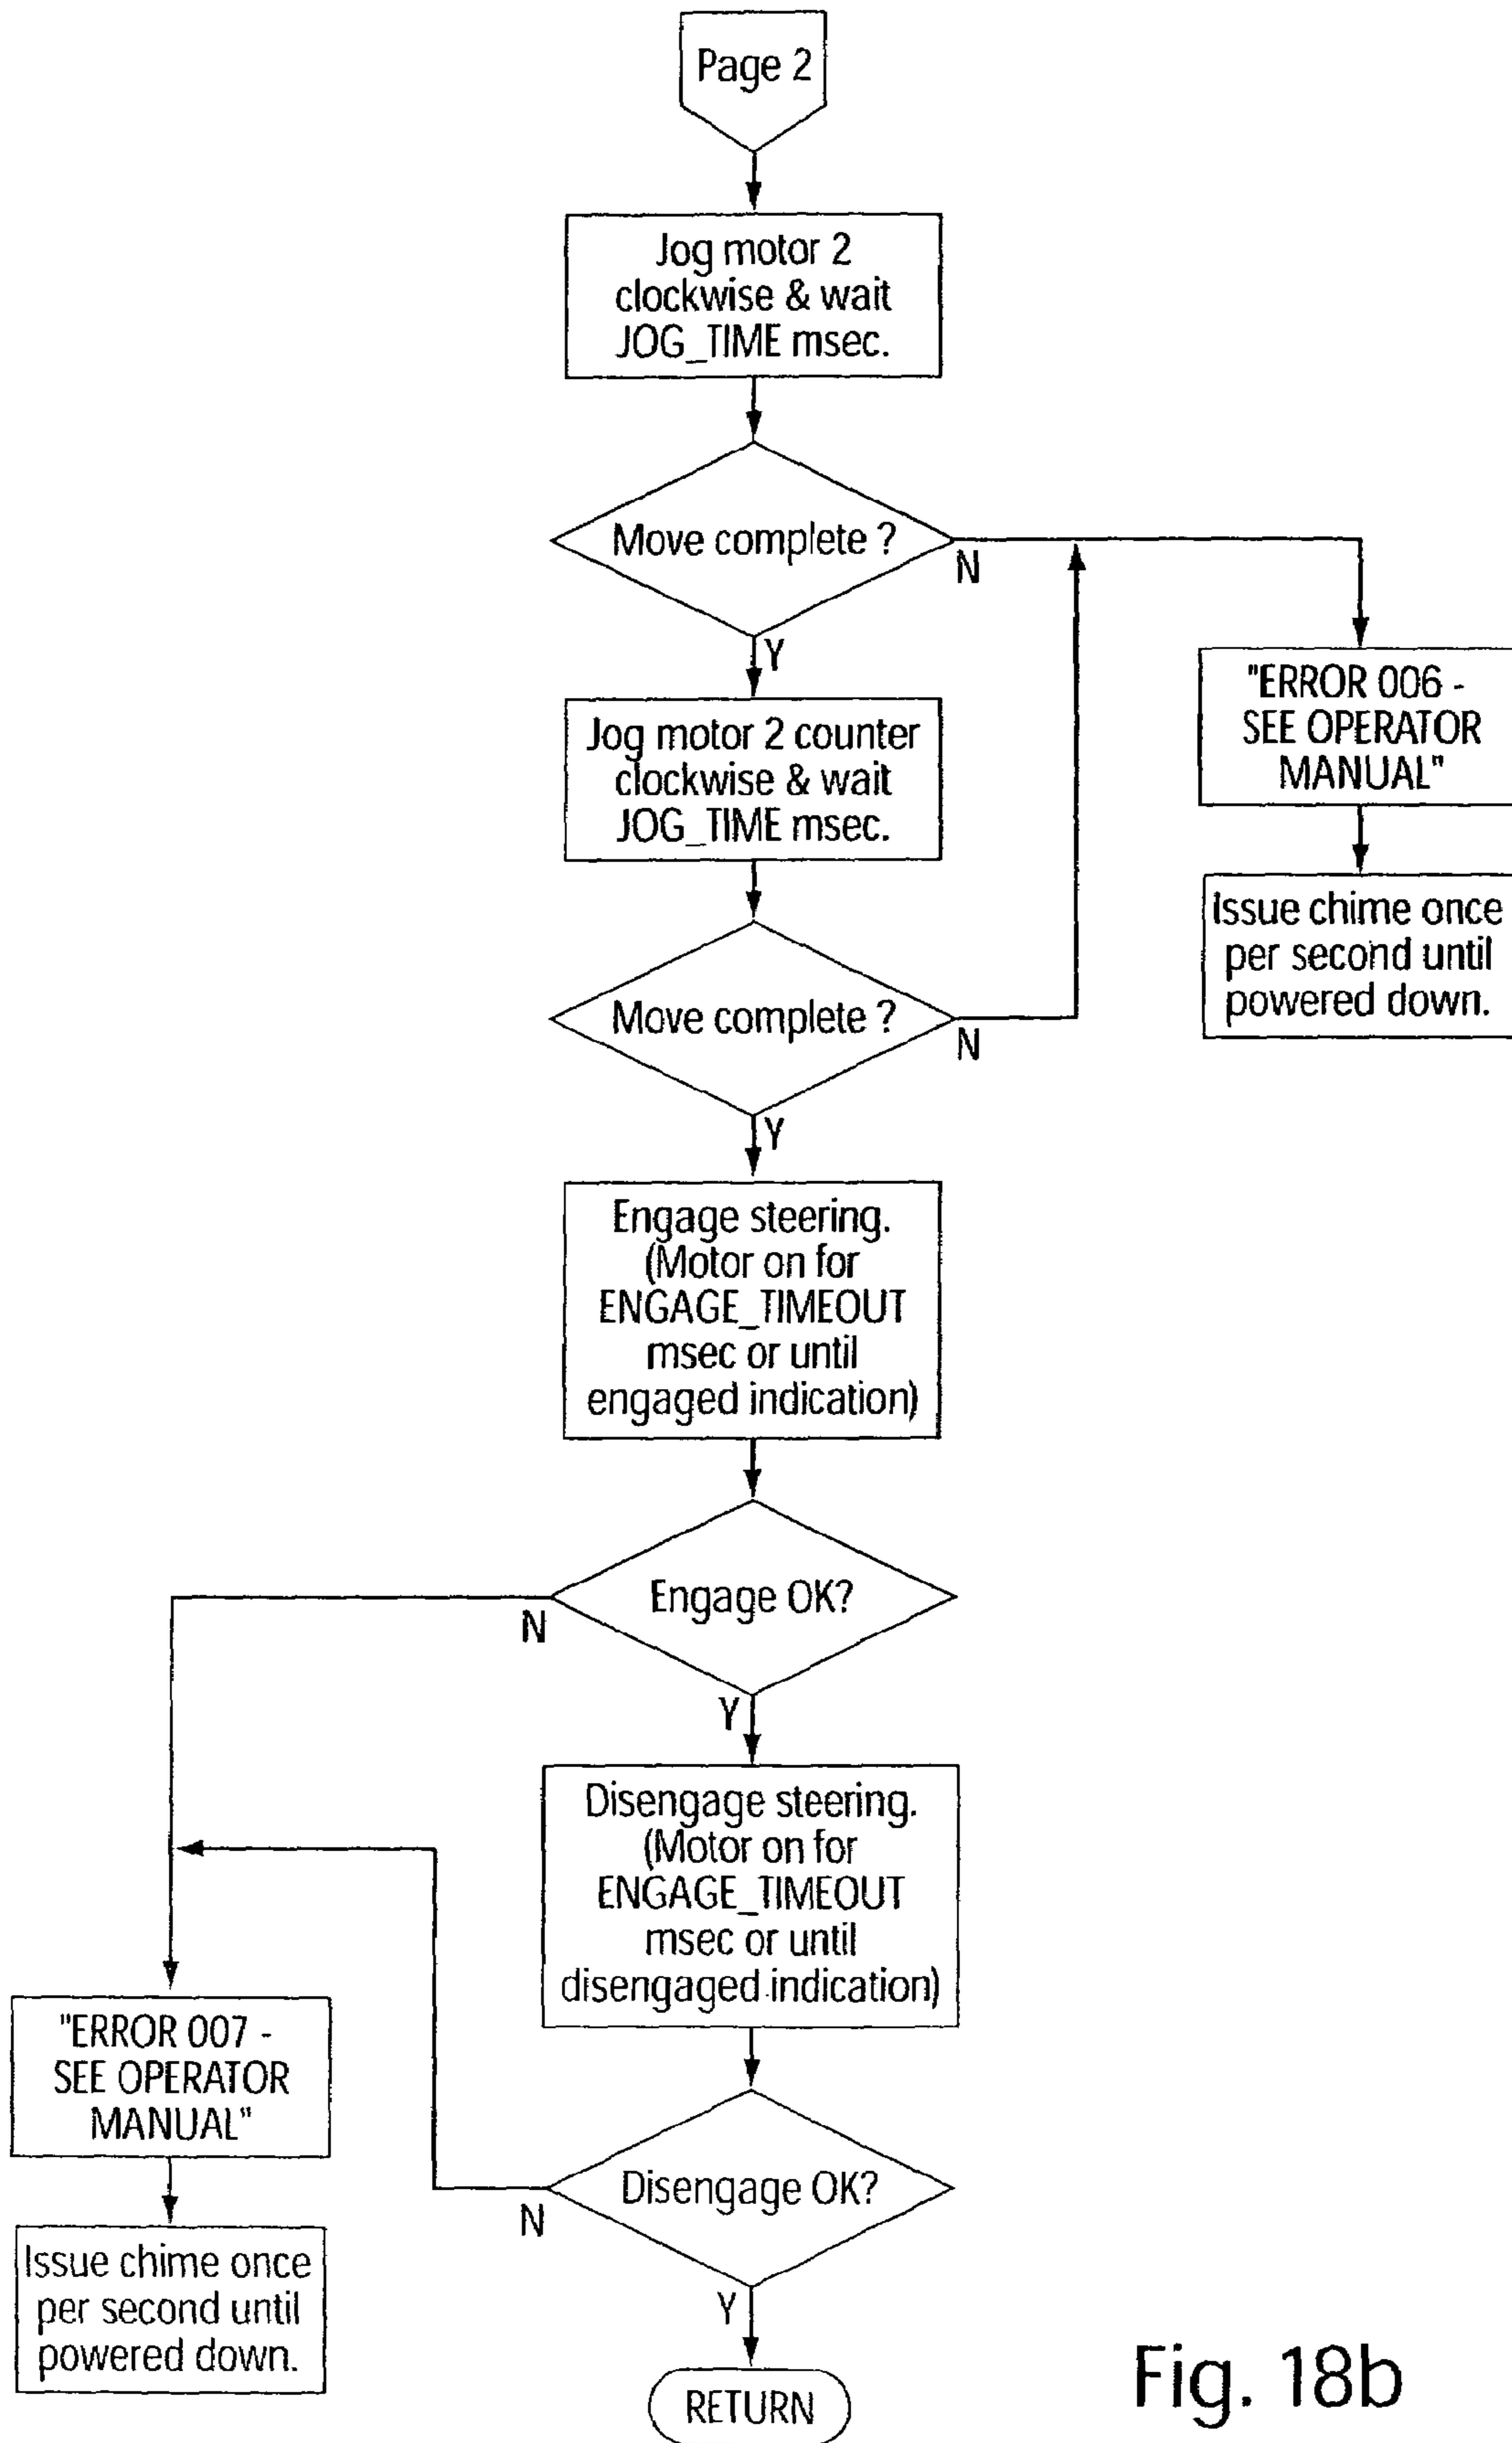 Page 2
Jog motor 2
clockwise & wait
JOG_TIME msec.
Move complete ?
N
Y
"ERROR 006 -
SEE OPERATOR
MANUAL"
Jog motor 2 counter
clockwise & wait
JOG_TIME msec.
Issue chime once
per second until
powered down.
Move complete ?
N
Y
Engage steering.
(Motor on for
ENGAGE_TIMEOUT
msec or until
engaged indication)
Engage OK?
N
Y
Disengage steering.
(Motor on for
ENGAGE_TIMEOUT
msec or until
disengaged indication)
"ERROR 007 -
SEE OPERATOR
MANUAL"
Disengage OK?
N
Y
Issue chime once
per second until
powered down.
RETURN
Fig. 18b